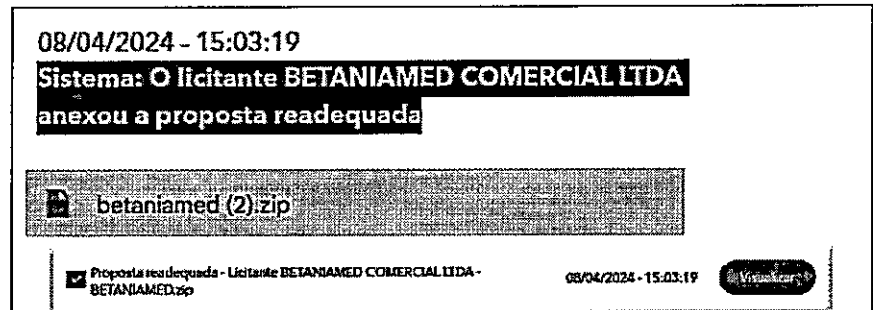 08/04/2024 - 15:03:19
Sistema: O licitante BETANIAMED COMERCIAL LTDA
anexou a proposta readequada
betaniamed (2).zip
Proposta readequada - Licitante BETANIAMED COMERCIAL LTDA - 08/04/2024 - 15:03:19 Visualizar
BETANIAMED.zip